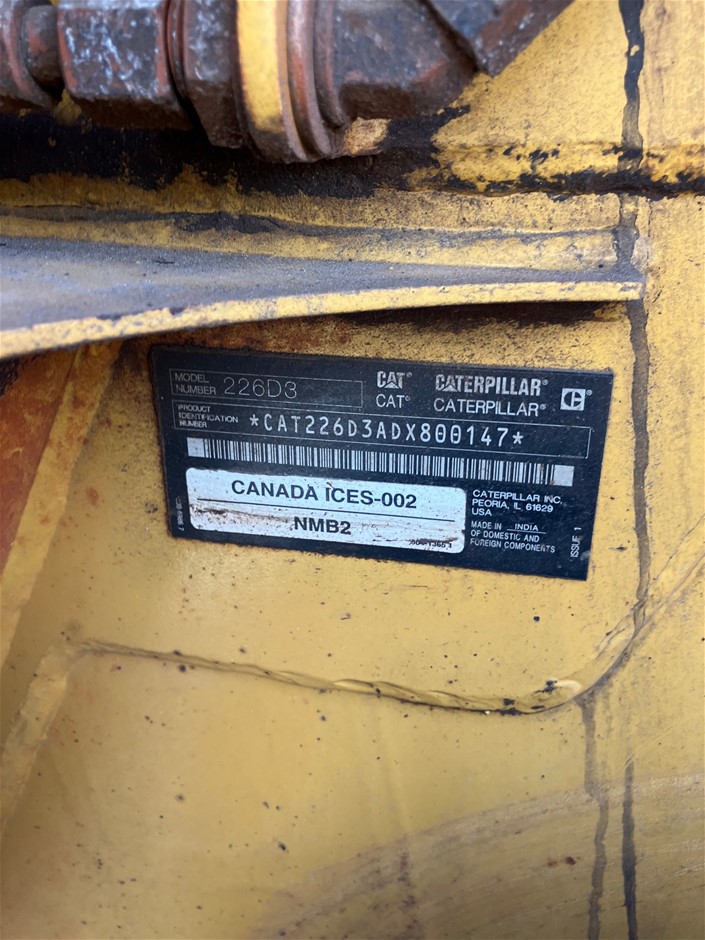 MODEL
NUMBER 226D3
CAT® CATERPILLAR®
CAT® CATERPILLAR®
PRODUCT
IDENTIFICATION
NUMBER
*CAT226D3ADX800147*
CANADA ICES-002
NMB2
CATERPILLAR INC.
PEORIA, IL 61629
USA
MADE IN INDIA
OF DOMESTIC AND
FOREIGN COMPONENTS
ISSUE 1